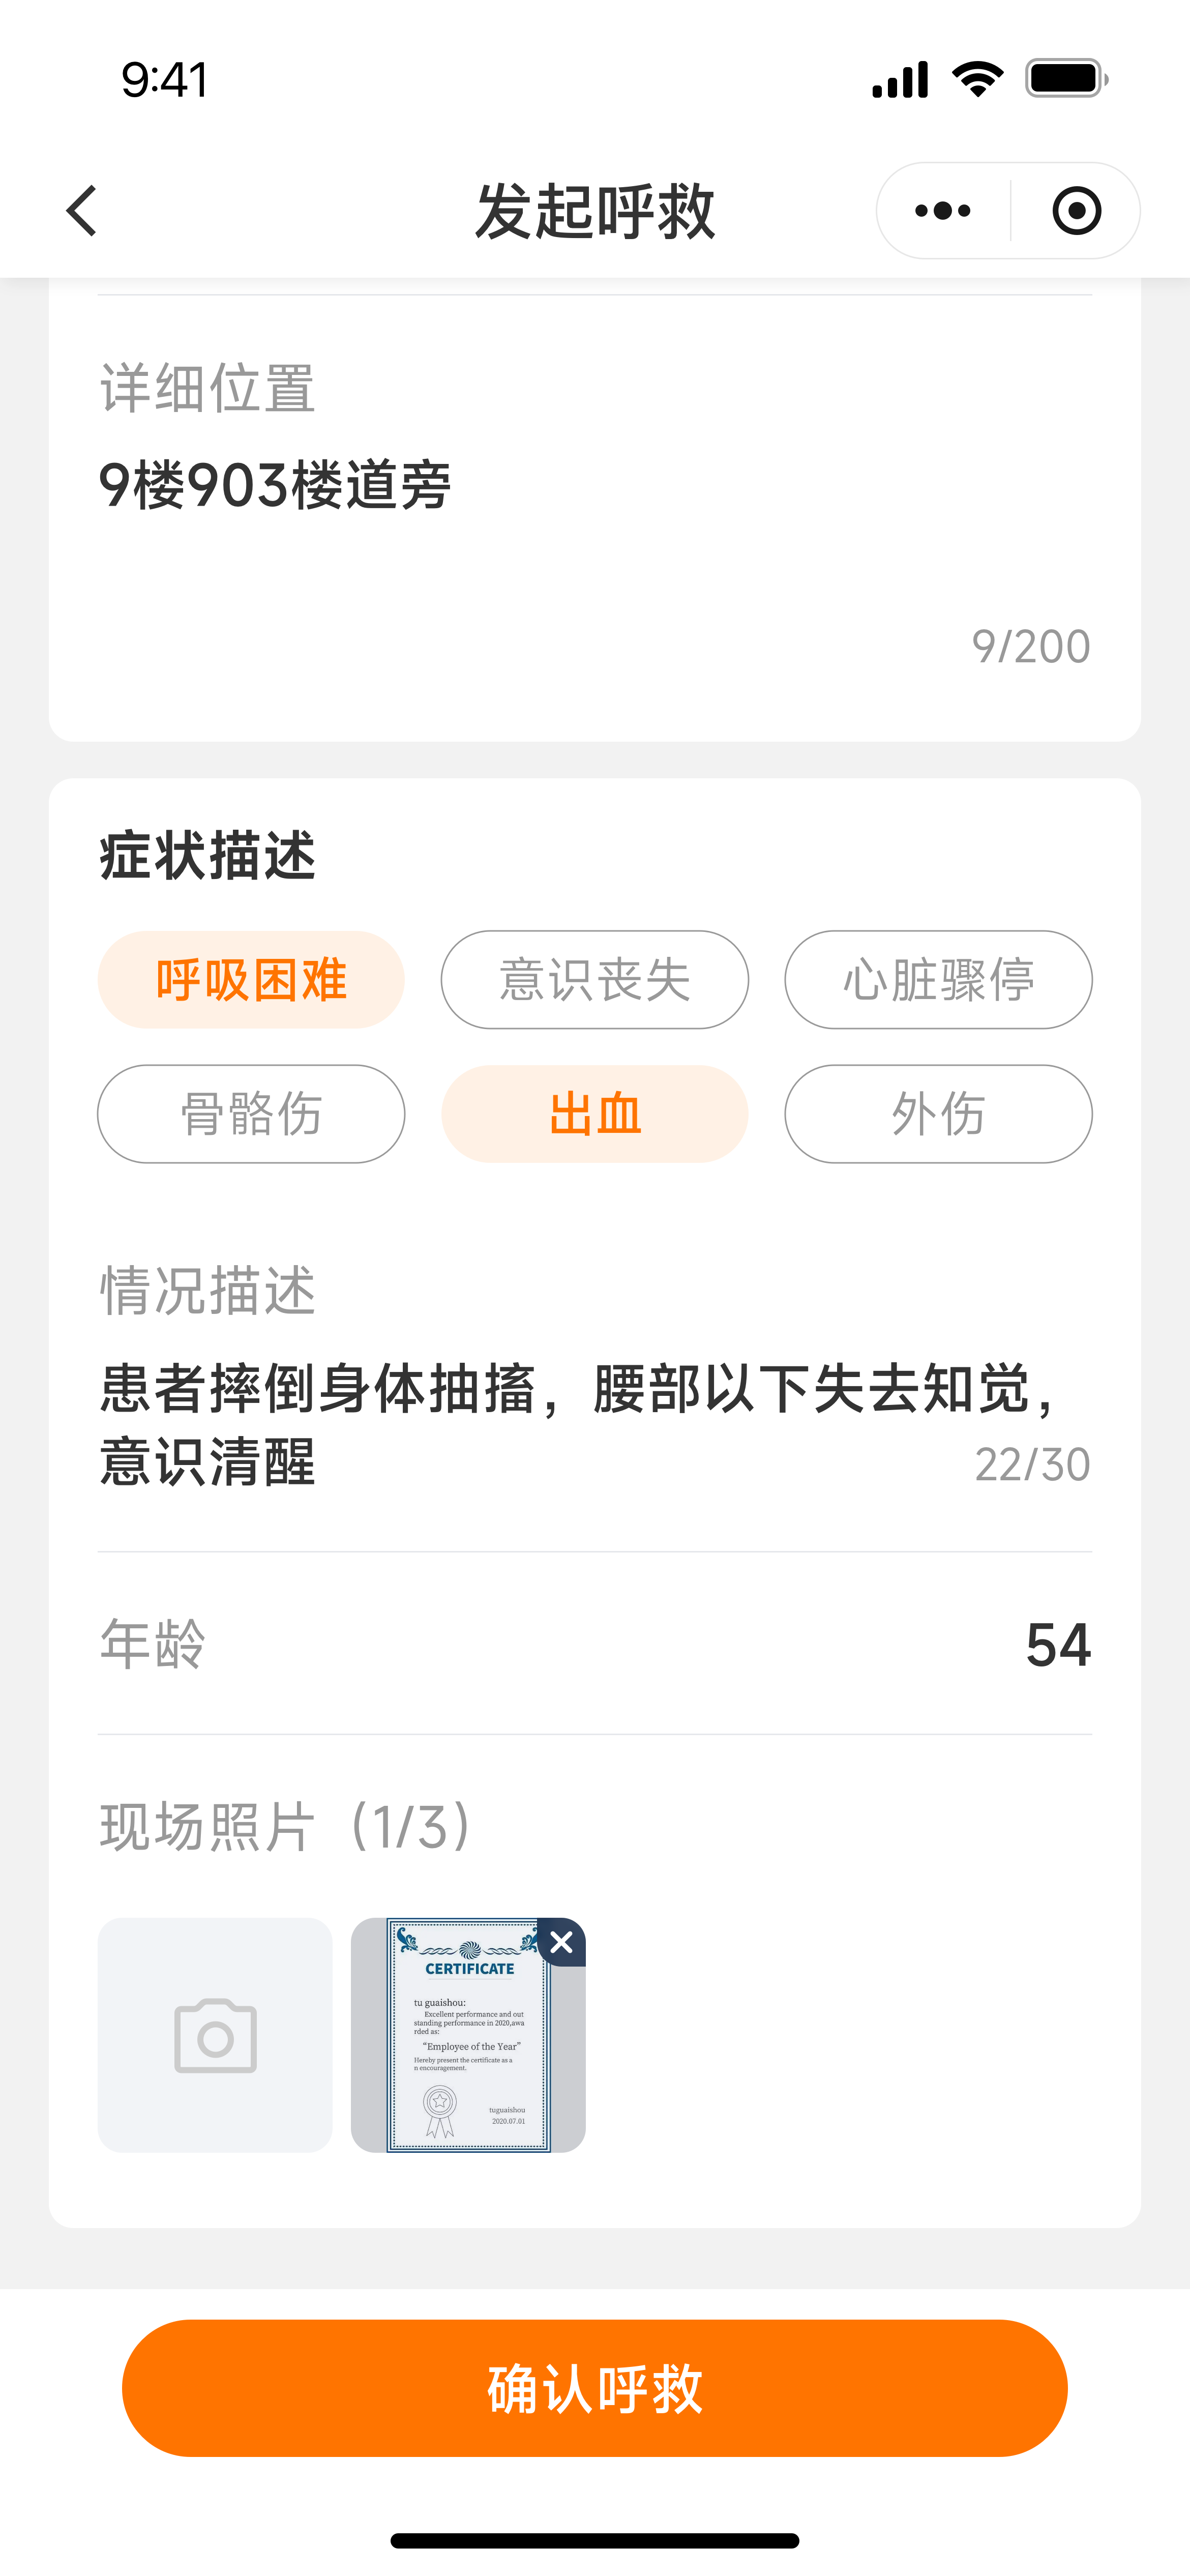 9:41
发起呼救
详细位置
9楼903楼道旁
9/200
症状描述
呼吸困难 意识丧失 心脏骤停
骨骼伤 出血 外伤
情况描述
患者摔倒身体抽搐，腰部以下失去知觉，
意识清醒
22/30
年龄 54
现场照片（1/3）
CERTIFICATE
tu guaishou:
Excellent performance and out
standing performance in 2020,awa
rded as:
“Employee of the Year”
Hereby present the certificate as a
n encouragement.
tuguaishou
2020.07.01
确认呼救